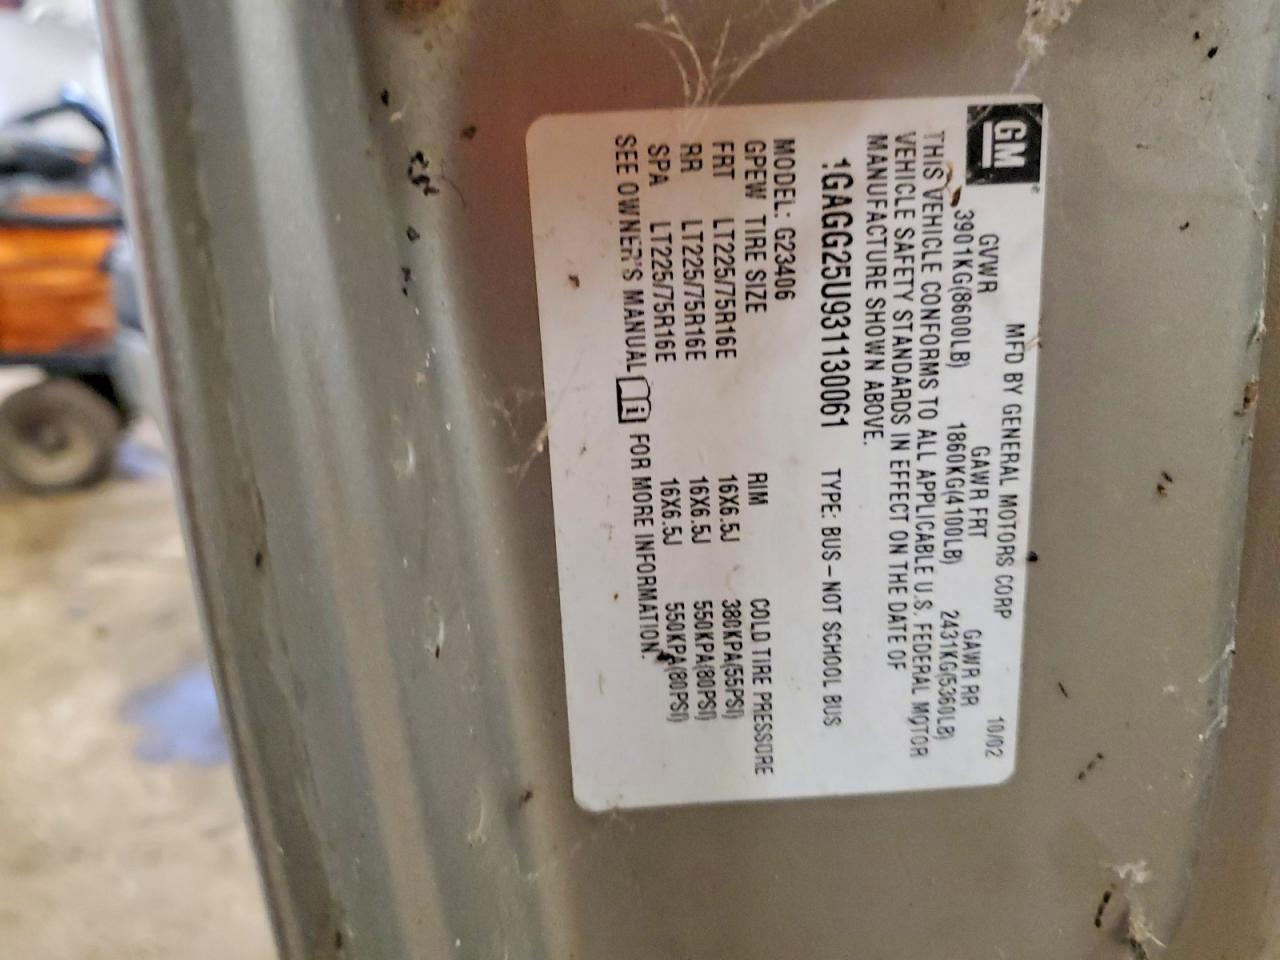 GM
MFD BY GENERAL MOTORS CORP 10/02
GVWR GAWR FRT GAWR RR
3901KG(8600LB) 1860KG(4100LB) 2431KG(5360LB)
THIS VEHICLE CONFORMS TO ALL APPLICABLE U.S. FEDERAL MOTOR
VEHICLE SAFETY STANDARDS IN EFFECT ON THE DATE OF
MANUFACTURE SHOWN ABOVE.
1GAGG25U931130061 TYPE: BUS – NOT SCHOOL BUS
MODEL: G23406
GPEW TIRE SIZE RIM COLD TIRE PRESSURE
FRT LT225/75R16E 16X6.5J 380KPA(55PSI)
RR LT225/75R16E 16X6.5J 550KPA(80PSI)
SPA LT225/75R16E 16X6.5J 550KPA(80PSI)
SEE OWNER'S MANUAL i FOR MORE INFORMATION.